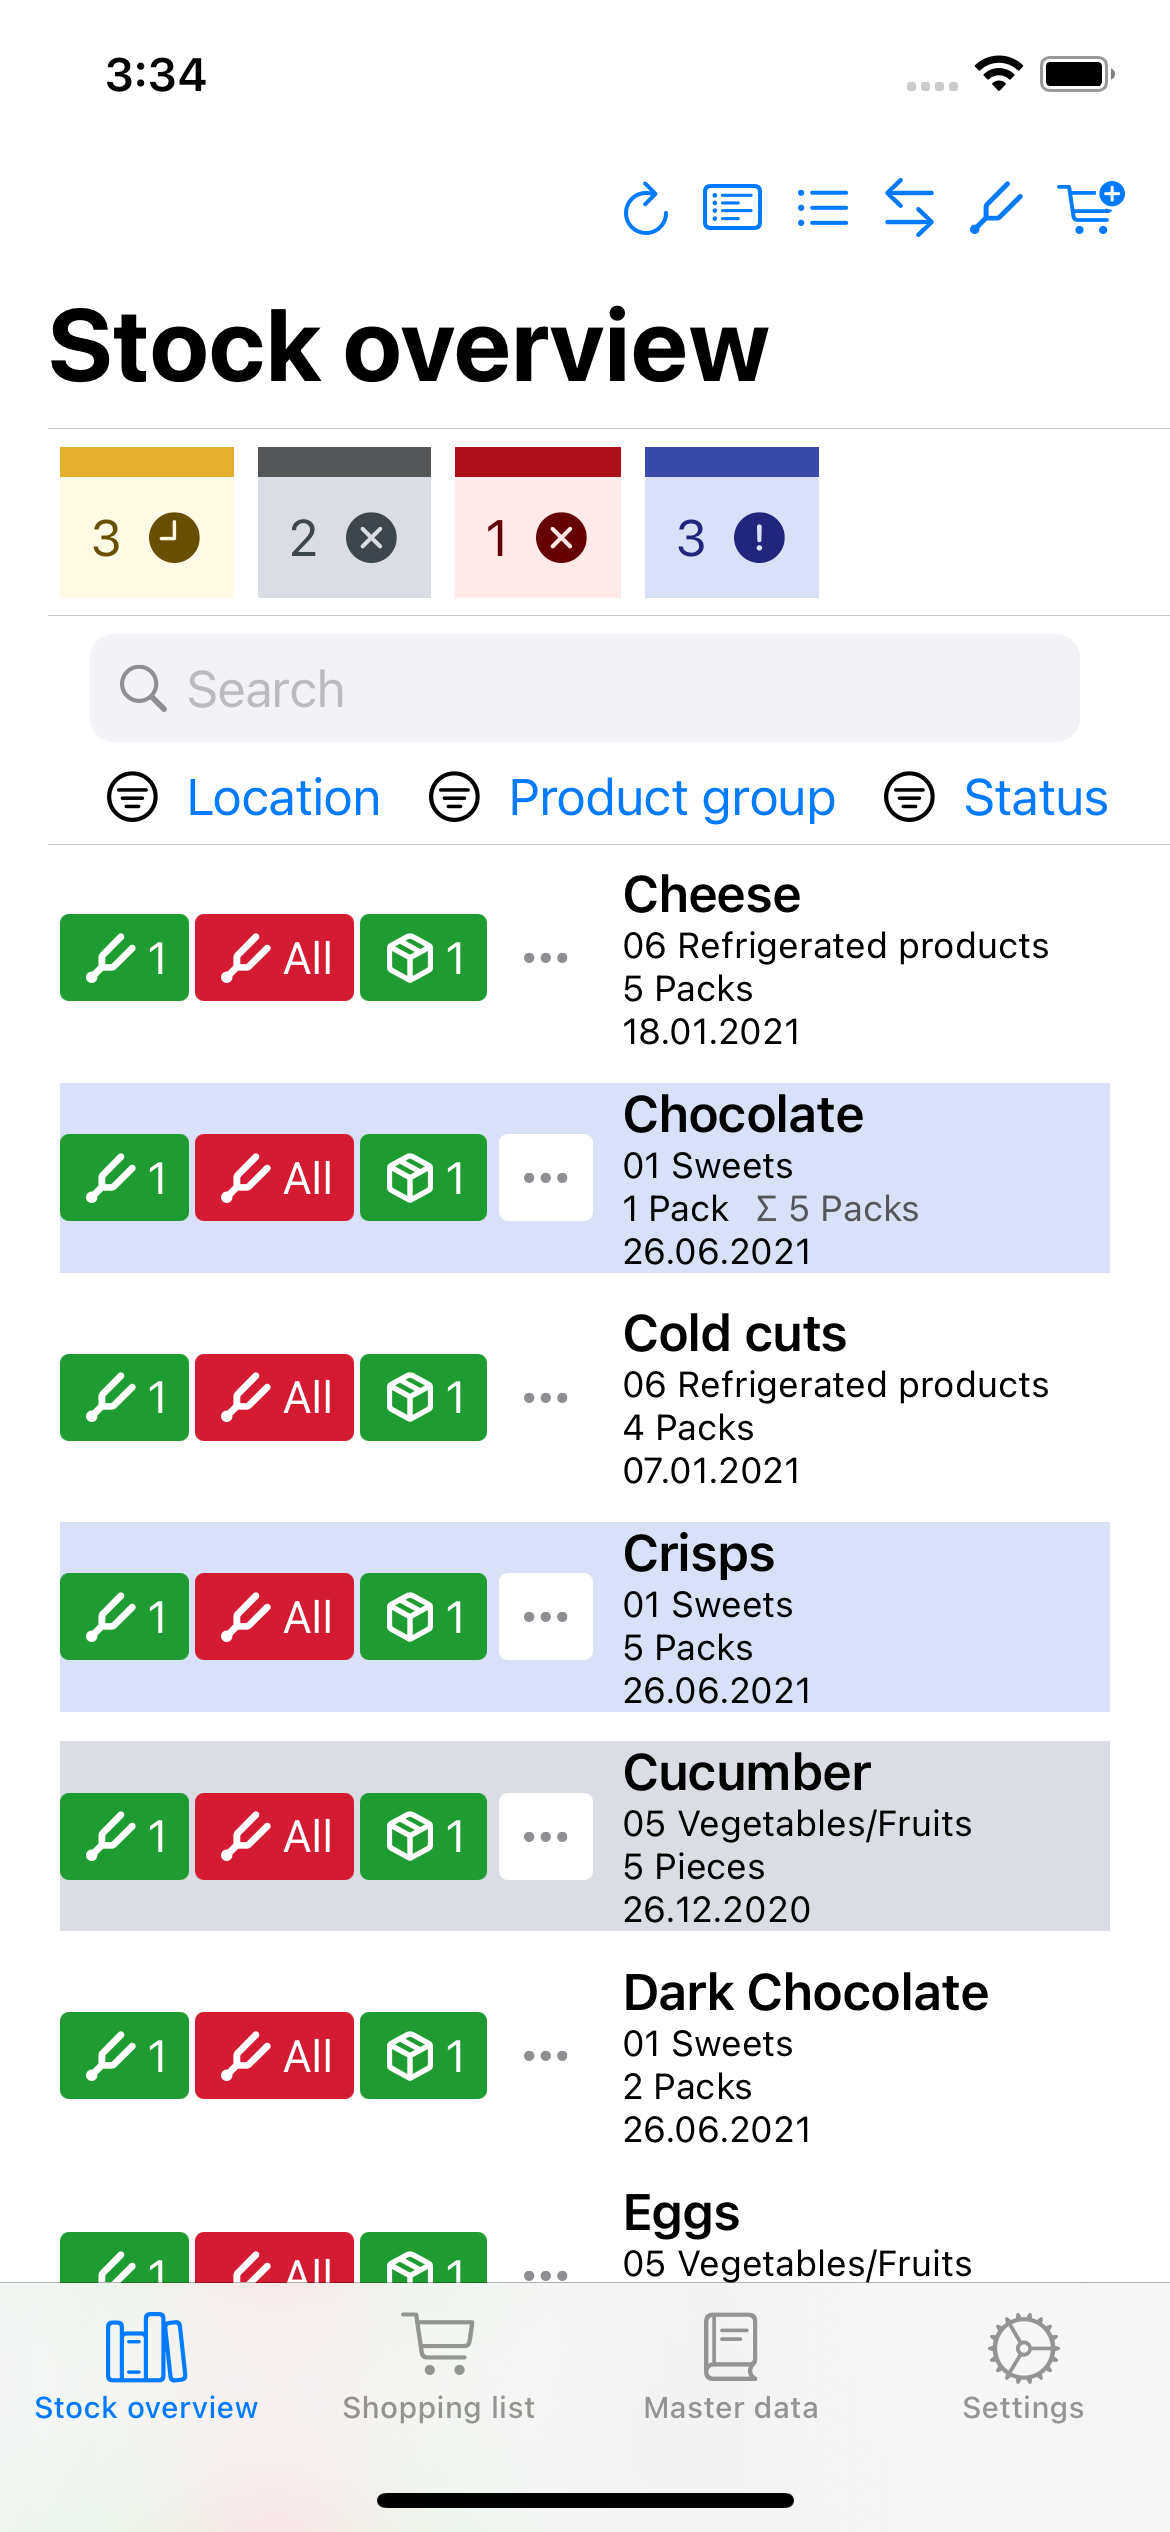 3:34
Stock overview
3 2 1 3
Search
Location Product group Status
Cheese
1 All 1 ••• 06 Refrigerated products
5 Packs
18.01.2021
Chocolate
1 All 1 ••• 01 Sweets
1 Pack Σ 5 Packs
26.06.2021
Cold cuts
1 All 1 ••• 06 Refrigerated products
4 Packs
07.01.2021
Crisps
1 All 1 ••• 01 Sweets
5 Packs
26.06.2021
Cucumber
1 All 1 ••• 05 Vegetables/Fruits
5 Pieces
26.12.2020
Dark Chocolate
1 All 1 ••• 01 Sweets
2 Packs
26.06.2021
Eggs
1 All 1 ••• 05 Vegetables/Fruits
Stock overview Shopping list Master data Settings